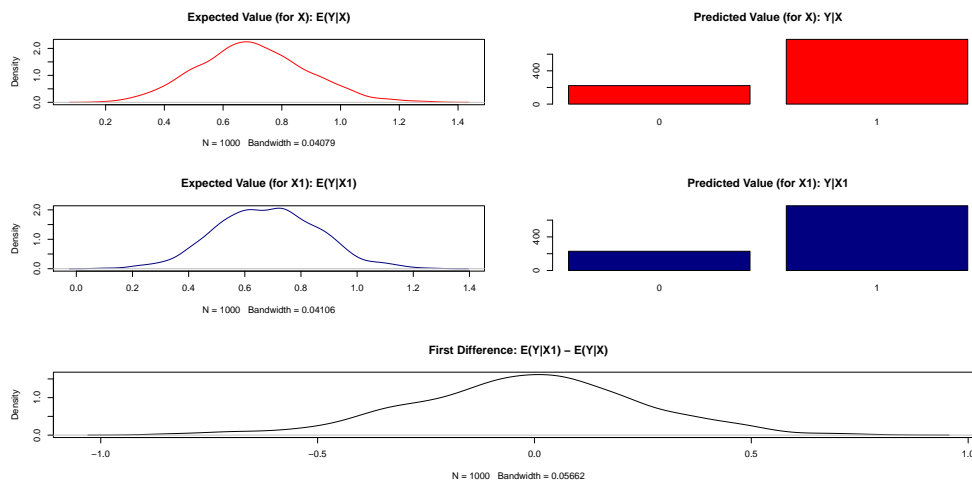 Expected Value (for X): E(Y|X)
Density
0.0 1.0 2.0
0.2 0.4 0.6 0.8 1.0 1.2 1.4
N = 1000 Bandwidth = 0.04079
Predicted Value (for X): Y|X
0 400
0 1
Expected Value (for X1): E(Y|X1)
Density
0.0 1.0 2.0
0.0 0.2 0.4 0.6 0.8 1.0 1.2 1.4
N = 1000 Bandwidth = 0.04106
Predicted Value (for X1): Y|X1
0 400
0 1
First Difference: E(Y|X1) − E(Y|X)
Density
0.0 1.0
−1.0 −0.5 0.0 0.5 1.0
N = 1000 Bandwidth = 0.05662